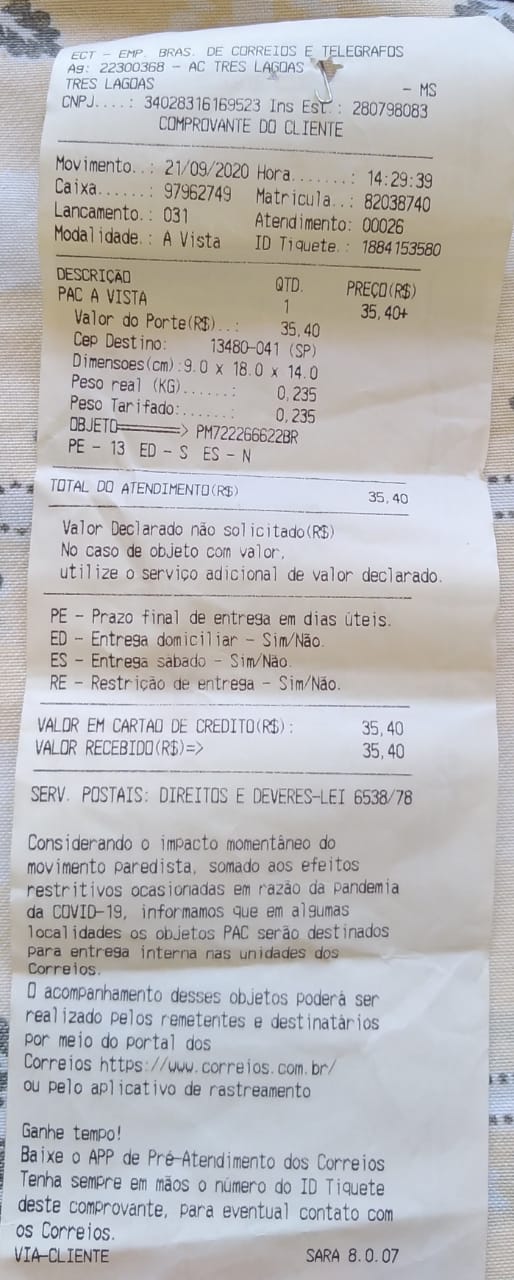 ECT - EMP. BRAS. DE CORREIOS E TELEGRAFOS
Ag: 22300368 - AC TRES LAGOAS
TRES LAGOAS - MS
CNPJ....: 34028316169523 Ins Est.: 280798083
COMPROVANTE DO CLIENTE
Movimento..: 21/09/2020 Hora.......: 14:29:39
Caixa......: 97962749 Matricula..: 82038740
Lancamento.: 031 Atendimento: 00026
Modalidade.: A Vista ID Tiquete.: 1884153580
DESCRIÇÃO QTD. PREÇO(R$)
PAC A VISTA 1 35,40+
Valor do Porte(R$)..: 35,40
Cep Destino: 13480-041 (SP)
Dimensoes(cm):9.0 x 18.0 x 14.0
Peso real (KG)......: 0,235
Peso Tarifado:......: 0,235
OBJETO======> PM722266622BR
PE - 13 ED - S ES - N
TOTAL DO ATENDIMENTO(R$) 35,40
Valor Declarado não solicitado(R$)
No caso de objeto com valor,
utilize o serviço adicional de valor declarado.
PE - Prazo final de entrega em dias úteis.
ED - Entrega domiciliar - Sim/Não.
ES - Entrega sábado - Sim/Não.
RE - Restrição de entrega - Sim/Não.
VALOR EM CARTAO DE CREDITO(R$): 35,40
VALOR RECEBIDO(R$)=> 35,40
SERV. POSTAIS: DIREITOS E DEVERES-LEI 6538/78
Considerando o impacto momentâneo do
movimento paredista, somado aos efeitos
restritivos ocasionadas em razão da pandemia
da COVID-19, informamos que em algumas
localidades os objetos PAC serão destinados
para entrega interna nas unidades dos
Correios.
O acompanhamento desses objetos poderá ser
realizado pelos remetentes e destinatários
por meio do portal dos
Correios https://www.correios.com.br/
ou pelo aplicativo de rastreamento
Ganhe tempo!
Baixe o APP de Pré-Atendimento dos Correios
Tenha sempre em mãos o número do ID Tiquete
deste comprovante, para eventual contato com
os Correios.
VIA-CLIENTE SARA 8.0.07